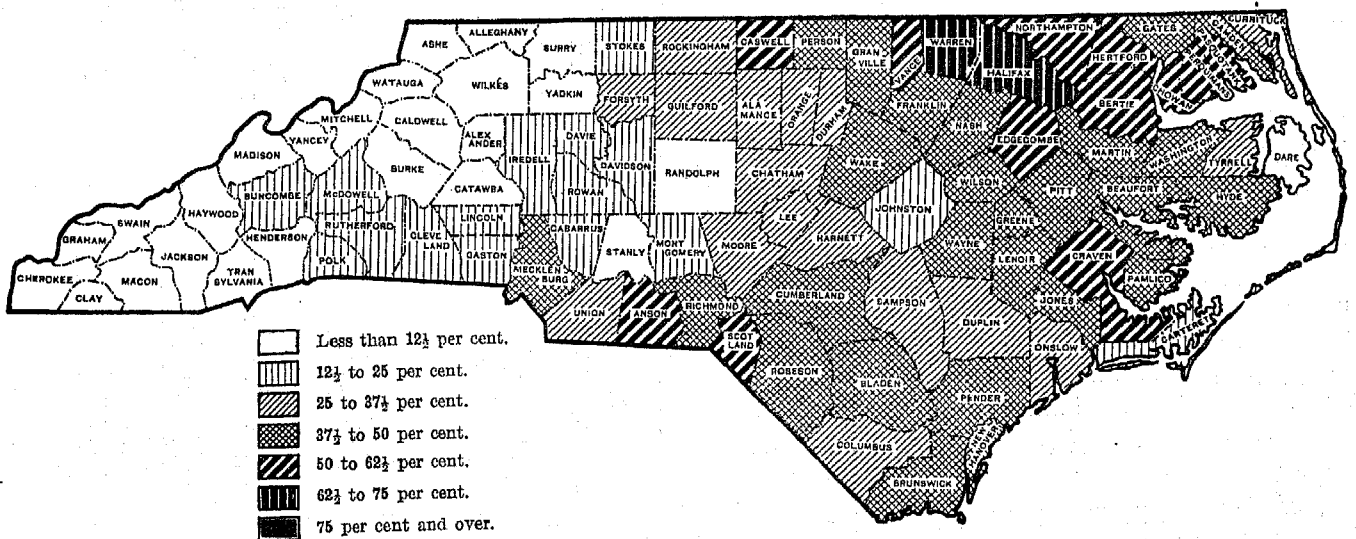 ALLEGHANY
ASHE
SURRY
STOKES
ROCKINGHAM
CASWELL
PERSON
GRAN
VILLE
VANCE
WARREN
NORTHAMPTON
GATES
CAMDEN
CURRITUCK
WATAUGA
WILKES
YADKIN
FORSYTH
GUILFORD
ALA
MANCE
ORANGE
DURHAM
FRANKLIN
HALIFAX
HERTFORD
BERTIE
CHOWAN
MITCHELL
YANCEY
CALDWELL
ALEX
ANDER
IREDELL
DAVIE
DAVIDSON
RANDOLPH
CHATHAM
WAKE
NASH
EDGECOMBE
MARTIN
WASHINGTON
TYRRELL
DARE
MADISON
BUNCOMBE
McDOWELL
BURKE
CATAWBA
ROWAN
WILSON
PITT
BEAUFORT
HYDE
SWAIN
HAYWOOD
RUTHERFORD
LINCOLN
CLEVE
LAND
GASTON
CABARRUS
STANLY
MONT
GOMERY
MOORE
LEE
HARNETT
JOHNSTON
GREENE
WAYNE
LENOIR
CRAVEN
PAMLICO
GRAHAM
CHEROKEE
CLAY
MACON
JACKSON
TRAN
SYLVANIA
HENDERSON
POLK
MECKLEN
BURG
UNION
ANSON
RICHMOND
SCOT
LAND
CUMBERLAND
SAMPSON
DUPLIN
JONES
ONSLOW
CARTERET
ROBESON
BLADEN
PENDER
COLUMBUS
NEW
HANOVER
BRUNSWICK
Less than 12½ per cent.
12½ to 25 per cent.
25 to 37½ per cent.
37½ to 50 per cent.
50 to 62½ per cent.
62½ to 75 per cent.
75 per cent and over.